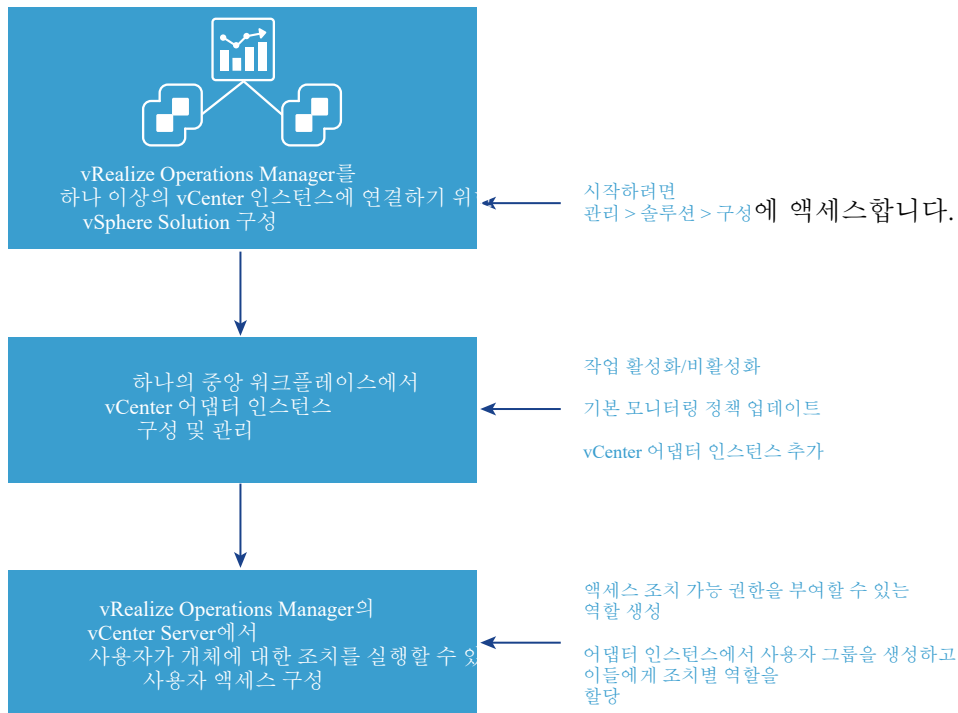 vRealize Operations Manager를
하나 이상의 vCenter 인스턴스에 연결하기 위
vSphere Solution 구성
시작하려면
관리 > 솔루션 > 구성에 액세스합니다.
하나의 중앙 워크플레이스에서
vCenter 어댑터 인스턴스
구성 및 관리
작업 활성화/비활성화
기본 모니터링 정책 업데이트
vCenter 어댑터 인스턴스 추가
vRealize Operations Manager의
vCenter Server에서
사용자가 개체에 대한 조치를 실행할 수 있
사용자 액세스 구성
액세스 조치 가능 권한을 부여할 수 있는
역할 생성
어댑터 인스턴스에서 사용자 그룹을 생성하고
이들에게 조치별 역할을
할당